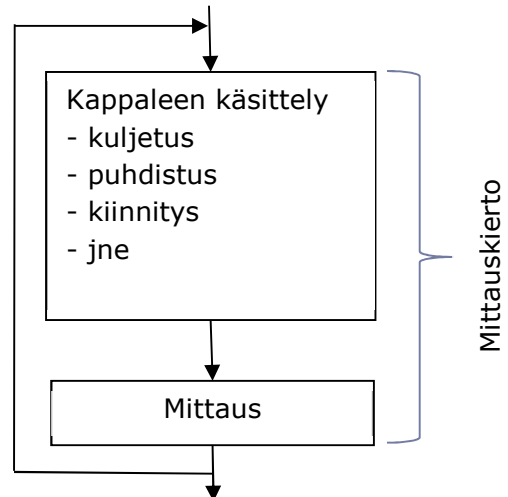 Kappaleen käsittely
- kuljetus
- puhdistus
- kiinnitys
- jne
Mittaus
Mittauskierto